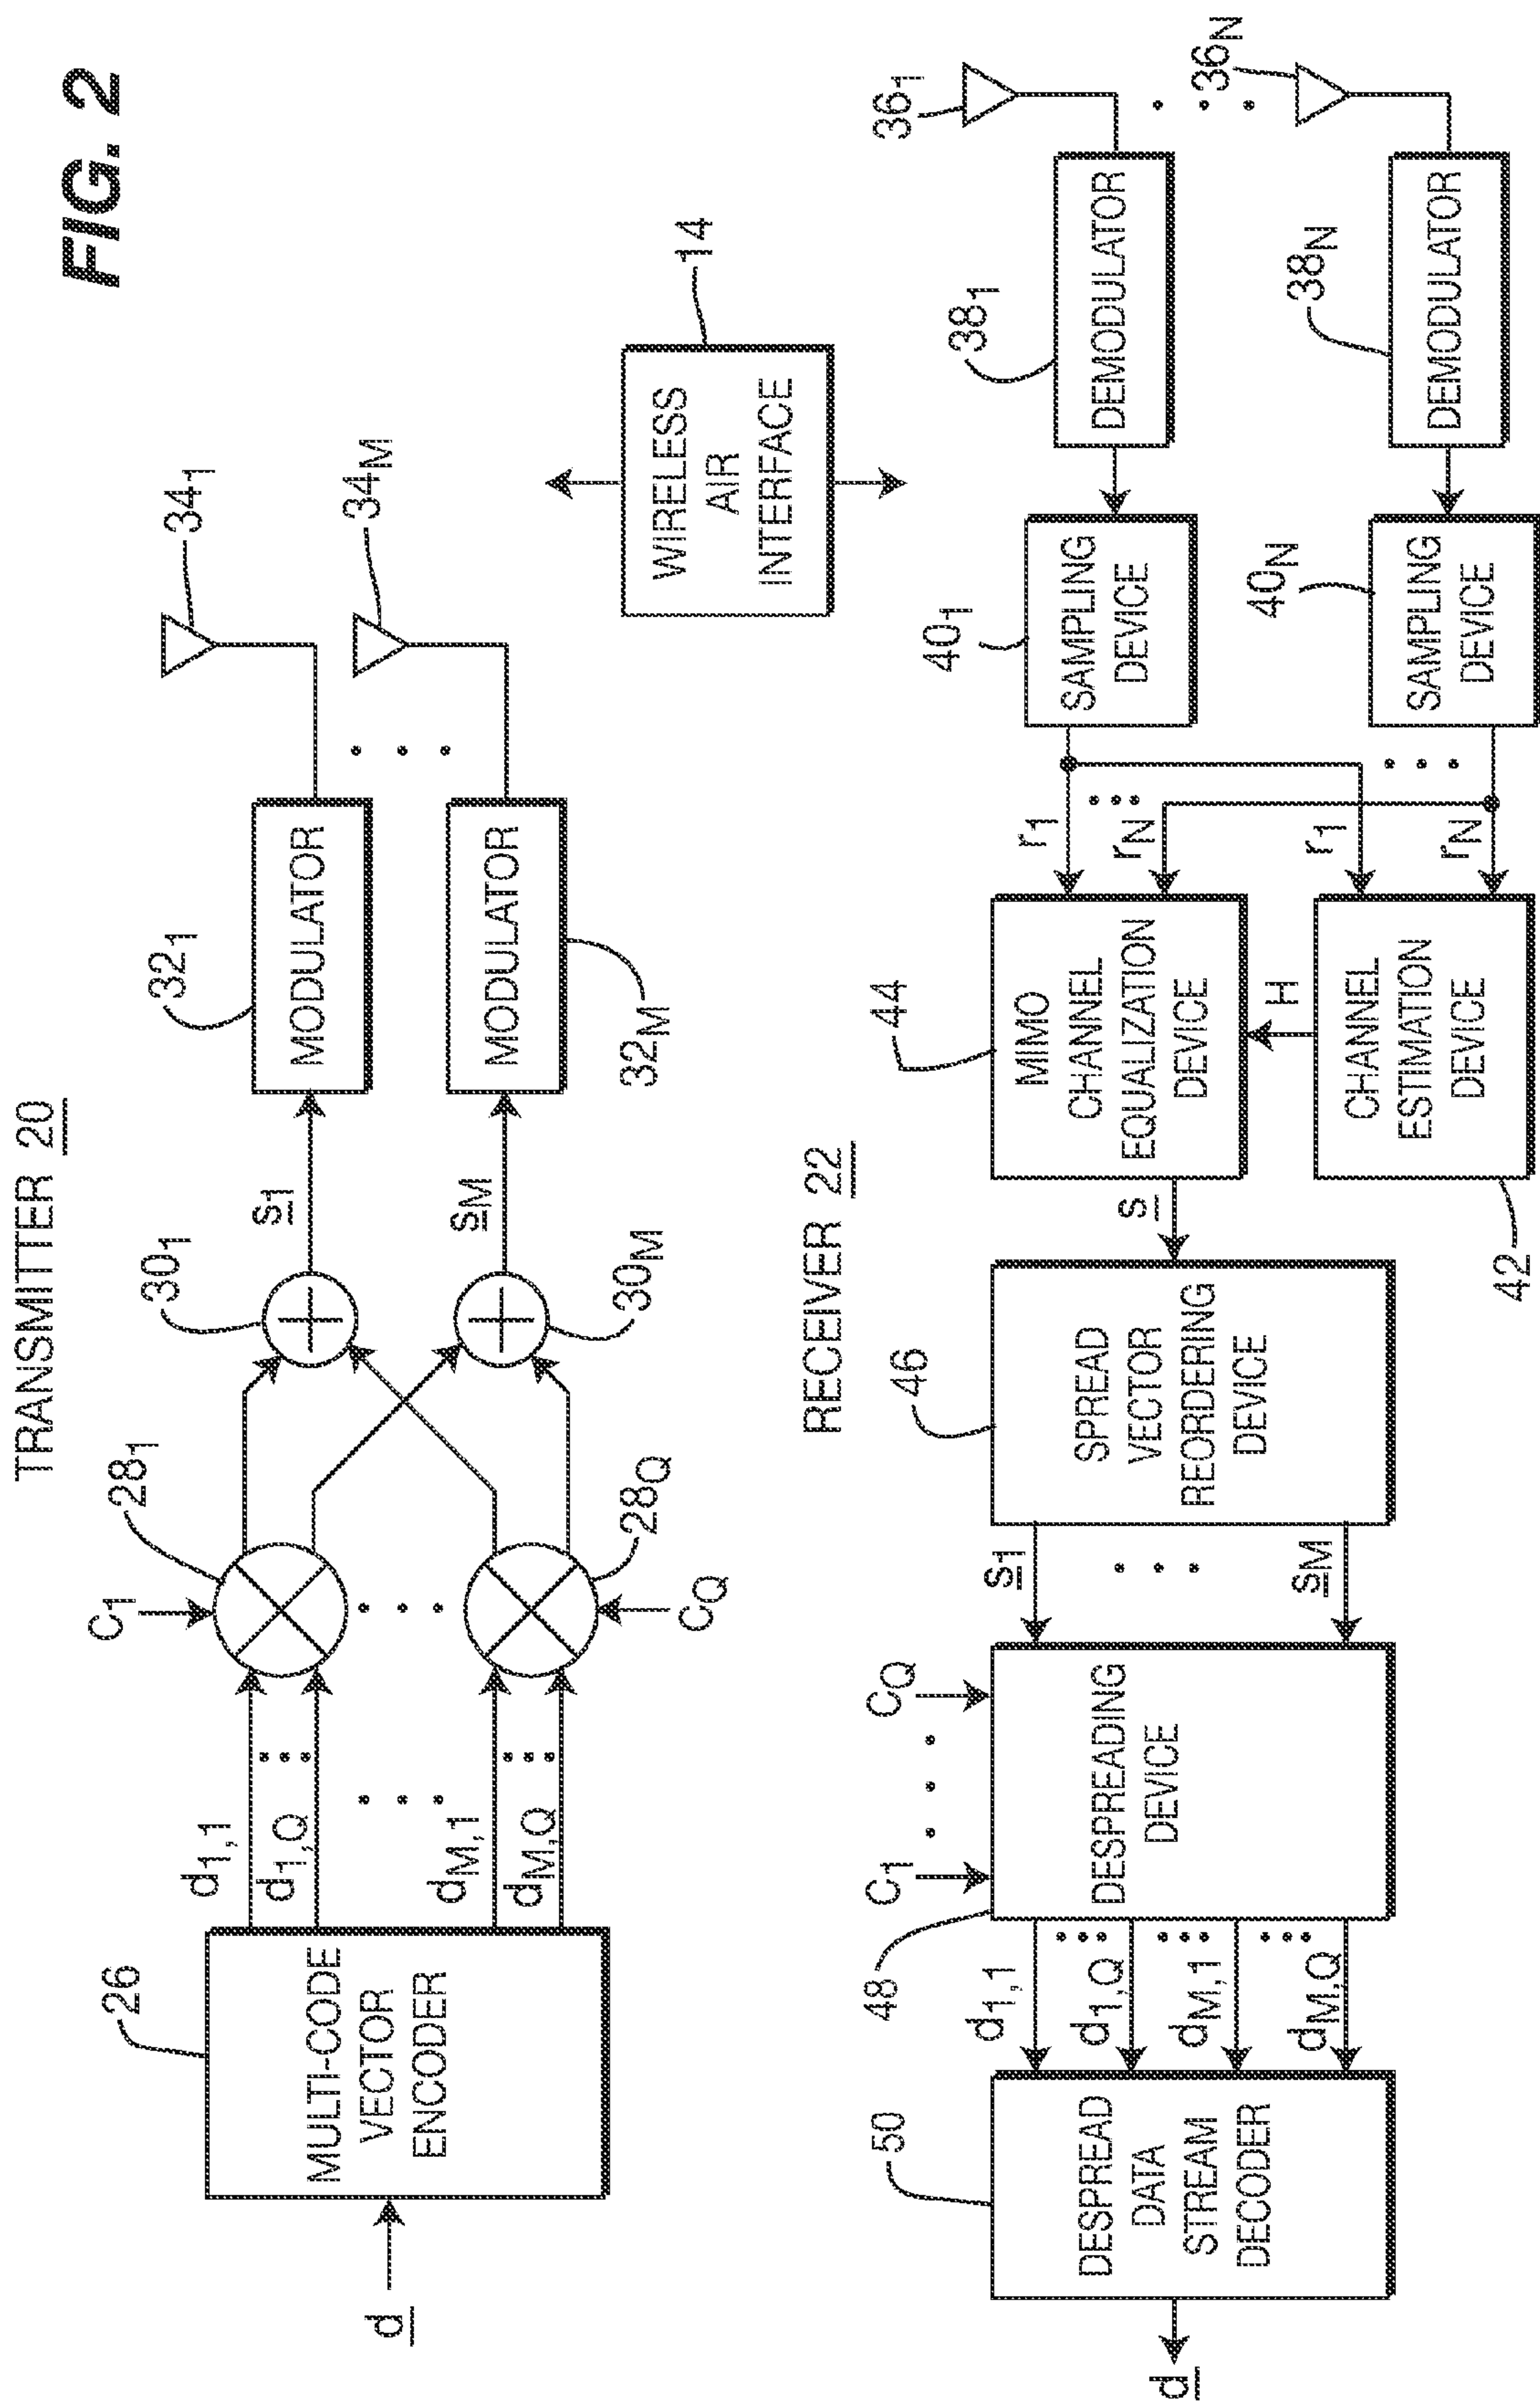 FIG. 2
TRANSMITTER 20
d
26
MULTI-CODE
VECTOR
ENCODER
d1,1
d1,Q
dM,1
dM,Q
C1
281
CQ
28Q
301
30M
s1
sM
321
MODULATOR
32M
MODULATOR
341
34M
14
WIRELESS
AIR
INTERFACE
RECEIVER 22
361
36N
381
DEMODULATOR
38N
DEMODULATOR
401
SAMPLING
DEVICE
40N
SAMPLING
DEVICE
r1
rN
r1
rN
44
MIMO
CHANNEL
EQUALIZATION
DEVICE
H
CHANNEL
ESTIMATION
DEVICE
42
s
46
SPREAD
VECTOR
REORDERING
DEVICE
s1
sM
C1
CQ
48
DESPREADING
DEVICE
d1,1
d1,Q
dM,1
dM,Q
50
DESPREAD
DATA
STREAM
DECODER
d